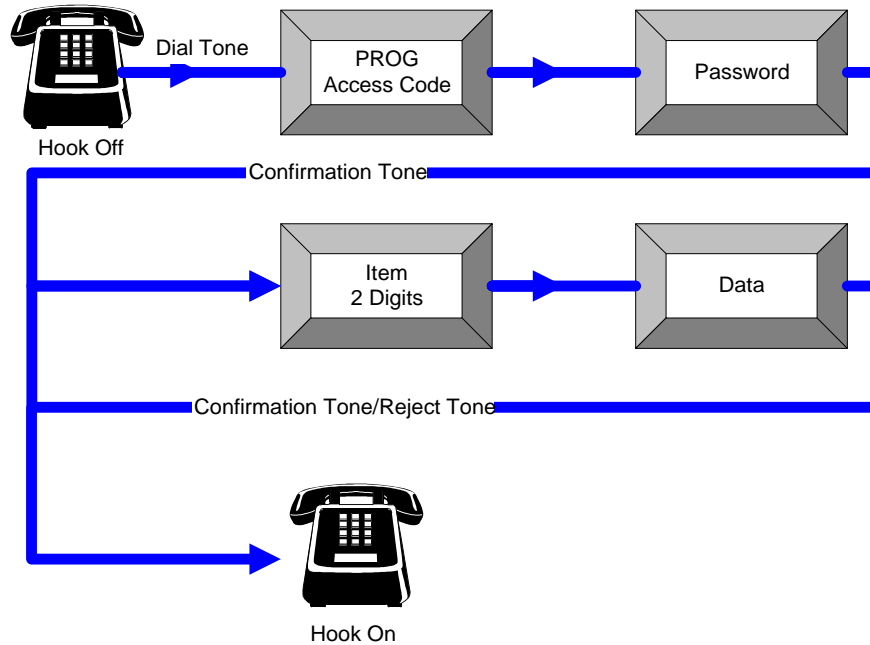 Dial Tone
PROG
Access Code
Password
Hook Off
Confirmation Tone
Item
2 Digits
Data
Confirmation Tone/Reject Tone
Hook On